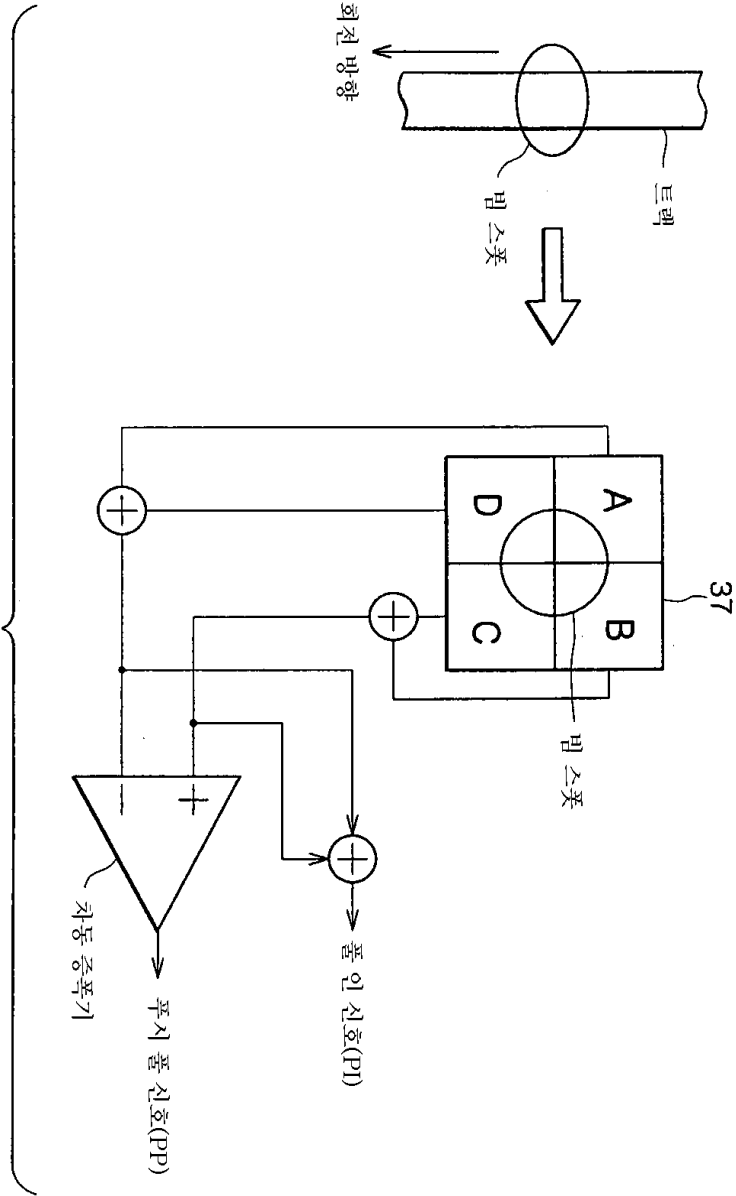 회전 방향
트랙
빔 스폿
37
A
B
D
C
빔 스폿
+
+
+
+
−
차동 증폭기
풀 인 신호(PI)
푸시 풀 신호(PP)